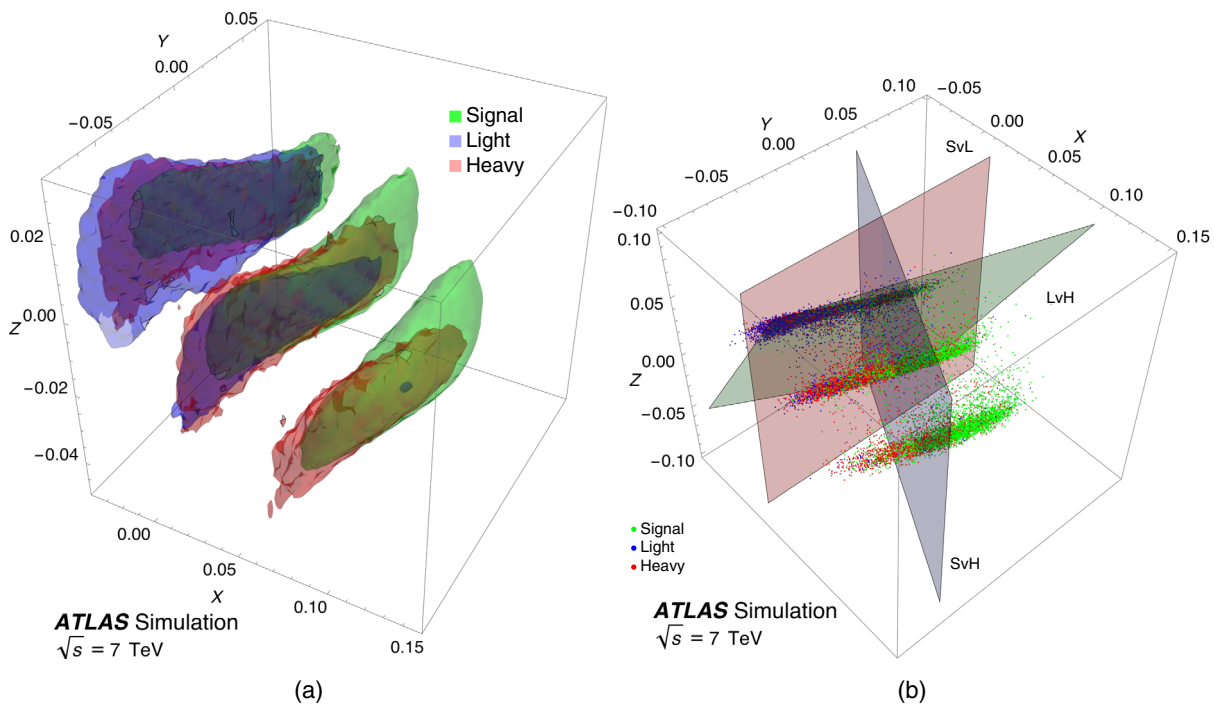 0.05
Y
0.00
−0.05
Signal
Light
Heavy
0.02
0.00
Z
−0.02
−0.04
0.00
0.05
X
0.10
0.15
ATLAS Simulation
√s = 7 TeV
(a)
0.10
−0.05
0.05
0.00
Y
X
0.00
SvL
0.05
−0.05
0.10
−0.10
0.10
0.15
0.05
LvH
0.00
Z
−0.05
−0.10
Signal
Light
Heavy
SvH
ATLAS Simulation
√s = 7 TeV
(b)